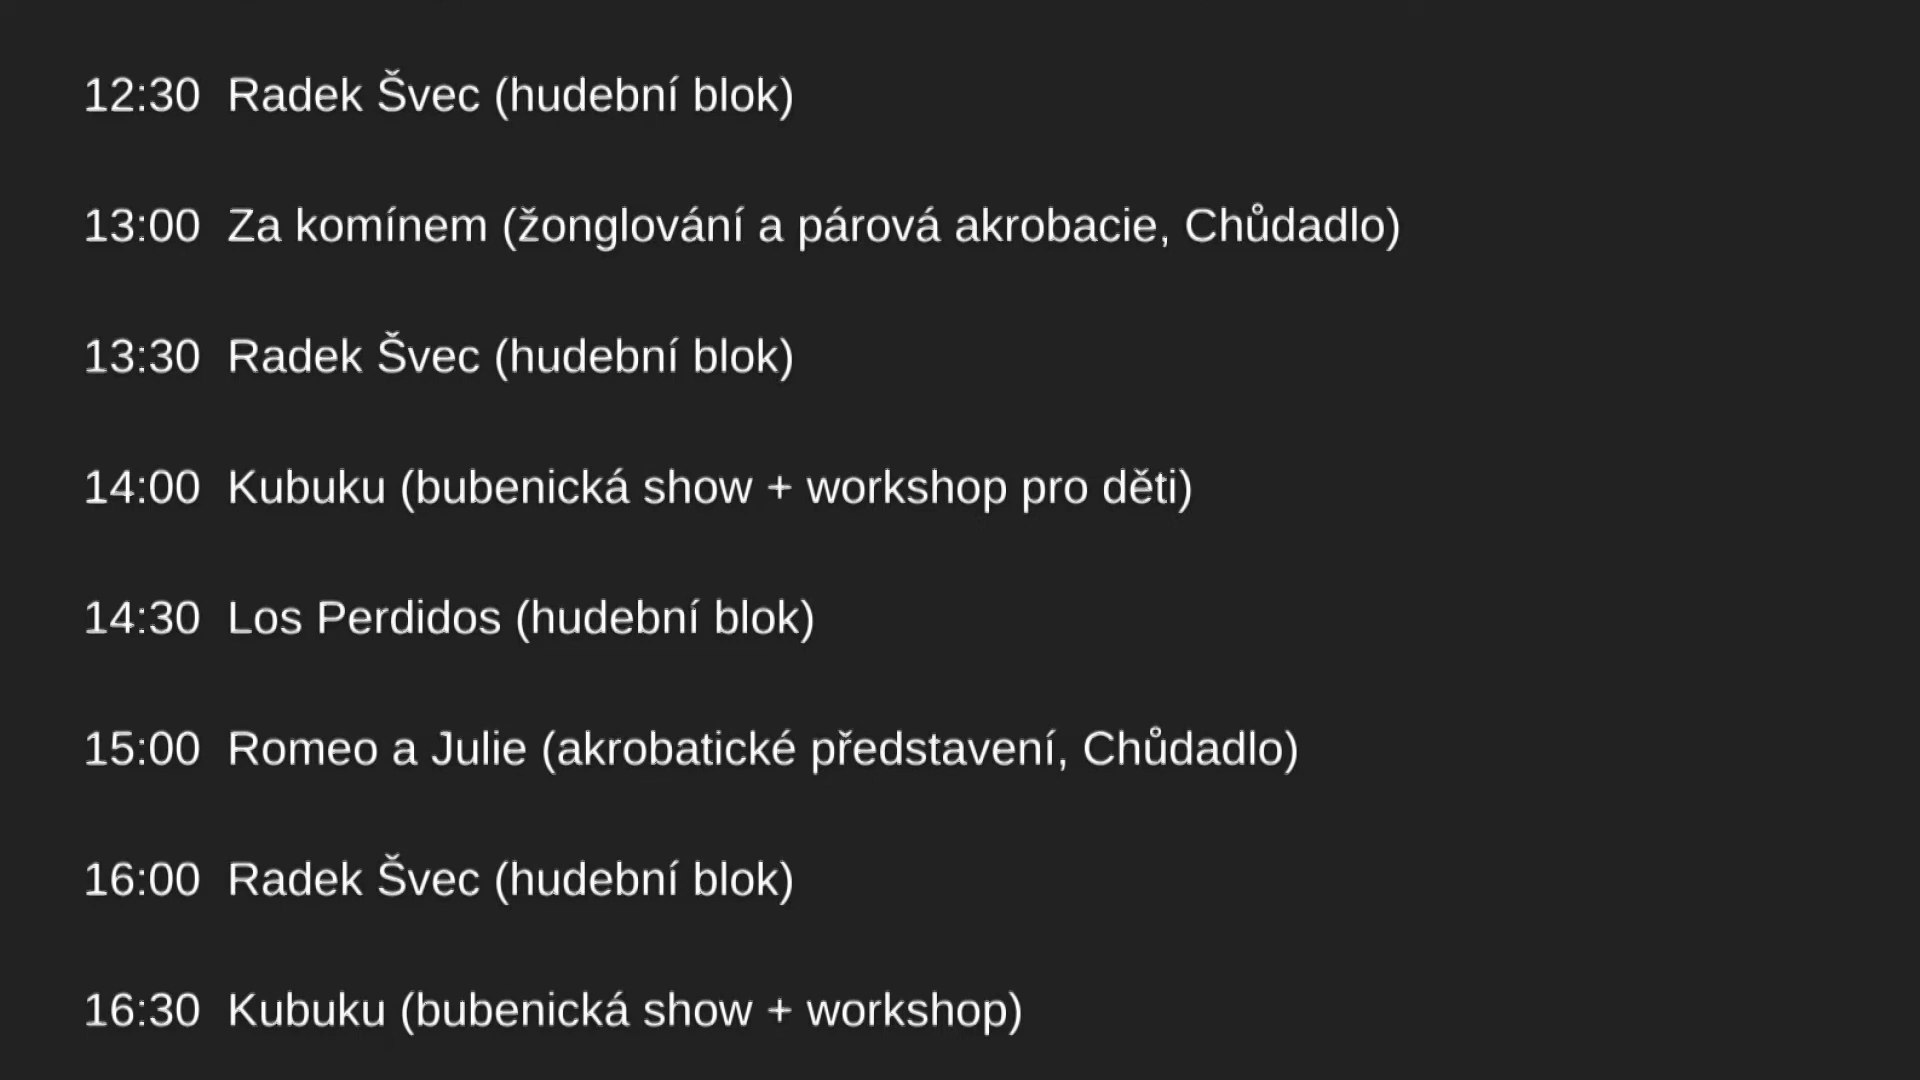 12:30 Radek Švec (hudební blok)
13:00 Za komínem (žonglování a párová akrobacie, Chůdadlo)
13:30 Radek Švec (hudební blok)
14:00 Kubuku (bubenická show + workshop pro děti)
14:30 Los Perdidos (hudební blok)
15:00 Romeo a Julie (akrobatické představení, Chůdadlo)
16:00 Radek Švec (hudební blok)
16:30 Kubuku (bubenická show + workshop)